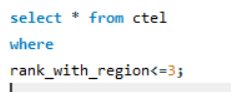 select * from ctel
where
rank_with_region<=3;